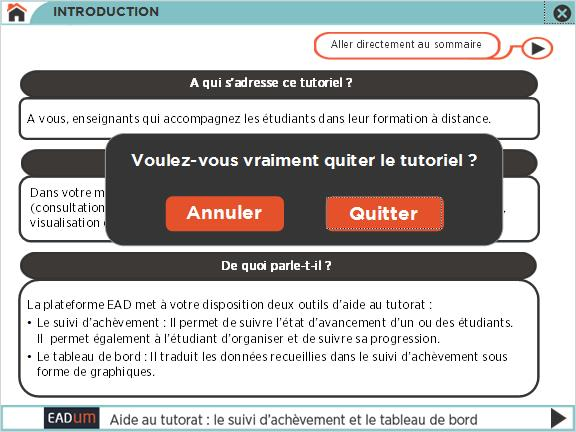 INTRODUCTION
Aller directement au sommaire
A qui s'adresse ce tutoriel ?
A vous, enseignants qui accompagnez les étudiants dans leur formation à distance.
Voulez-vous vraiment quiter le tutoriel ?
Annuler
Quitter
Dans votre m
(consultation
visualisation
De quoi parle-t-il ?
La plateforme EAD met à votre disposition deux outils d'aide au tutorat :
• Le suivi d'achèvement : Il permet de suivre l'état d'avancement d'un ou des étudiants.
Il permet également à l'étudiant d'organiser et de suivre sa progression.
• Le tableau de bord : Il traduit les données recueillies dans le suivi d'achèvement sous
forme de graphiques.
EADUM Aide au tutorat : le suivi d'achèvement et le tableau de bord